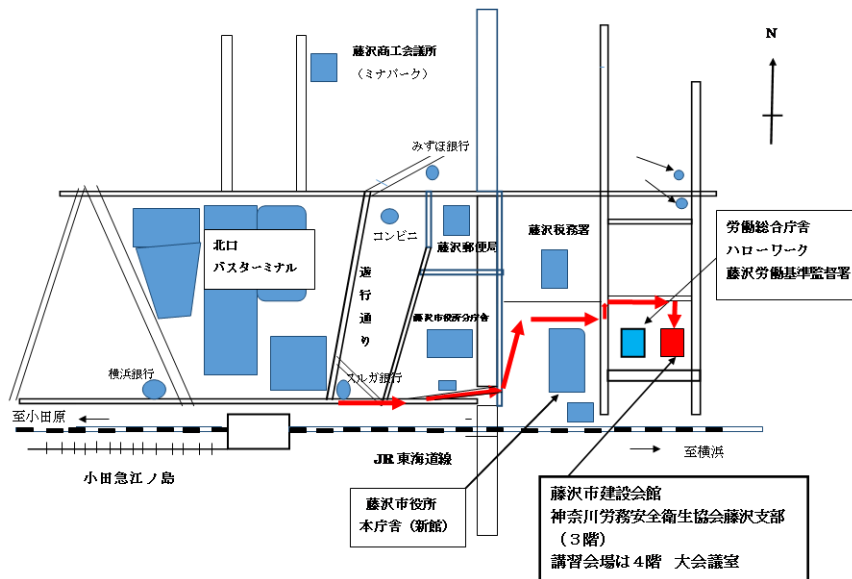 藤沢商工会議所
（ミナパーク）
N
みずほ銀行
コンビニ
北口
バスターミナル
遊行通り
藤沢郵便局
藤沢税務署
労働総合庁舎
ハローワーク
藤沢労働基準監督署
藤沢市役所分庁舎
横浜銀行
スルガ銀行
至小田原
小田急江ノ島
JR東海道線
至横浜
藤沢市役所
本庁舎（新館）
藤沢市建設会館
神奈川労務安全衛生協会藤沢支部
（３階）
講習会場は４階　大会議室